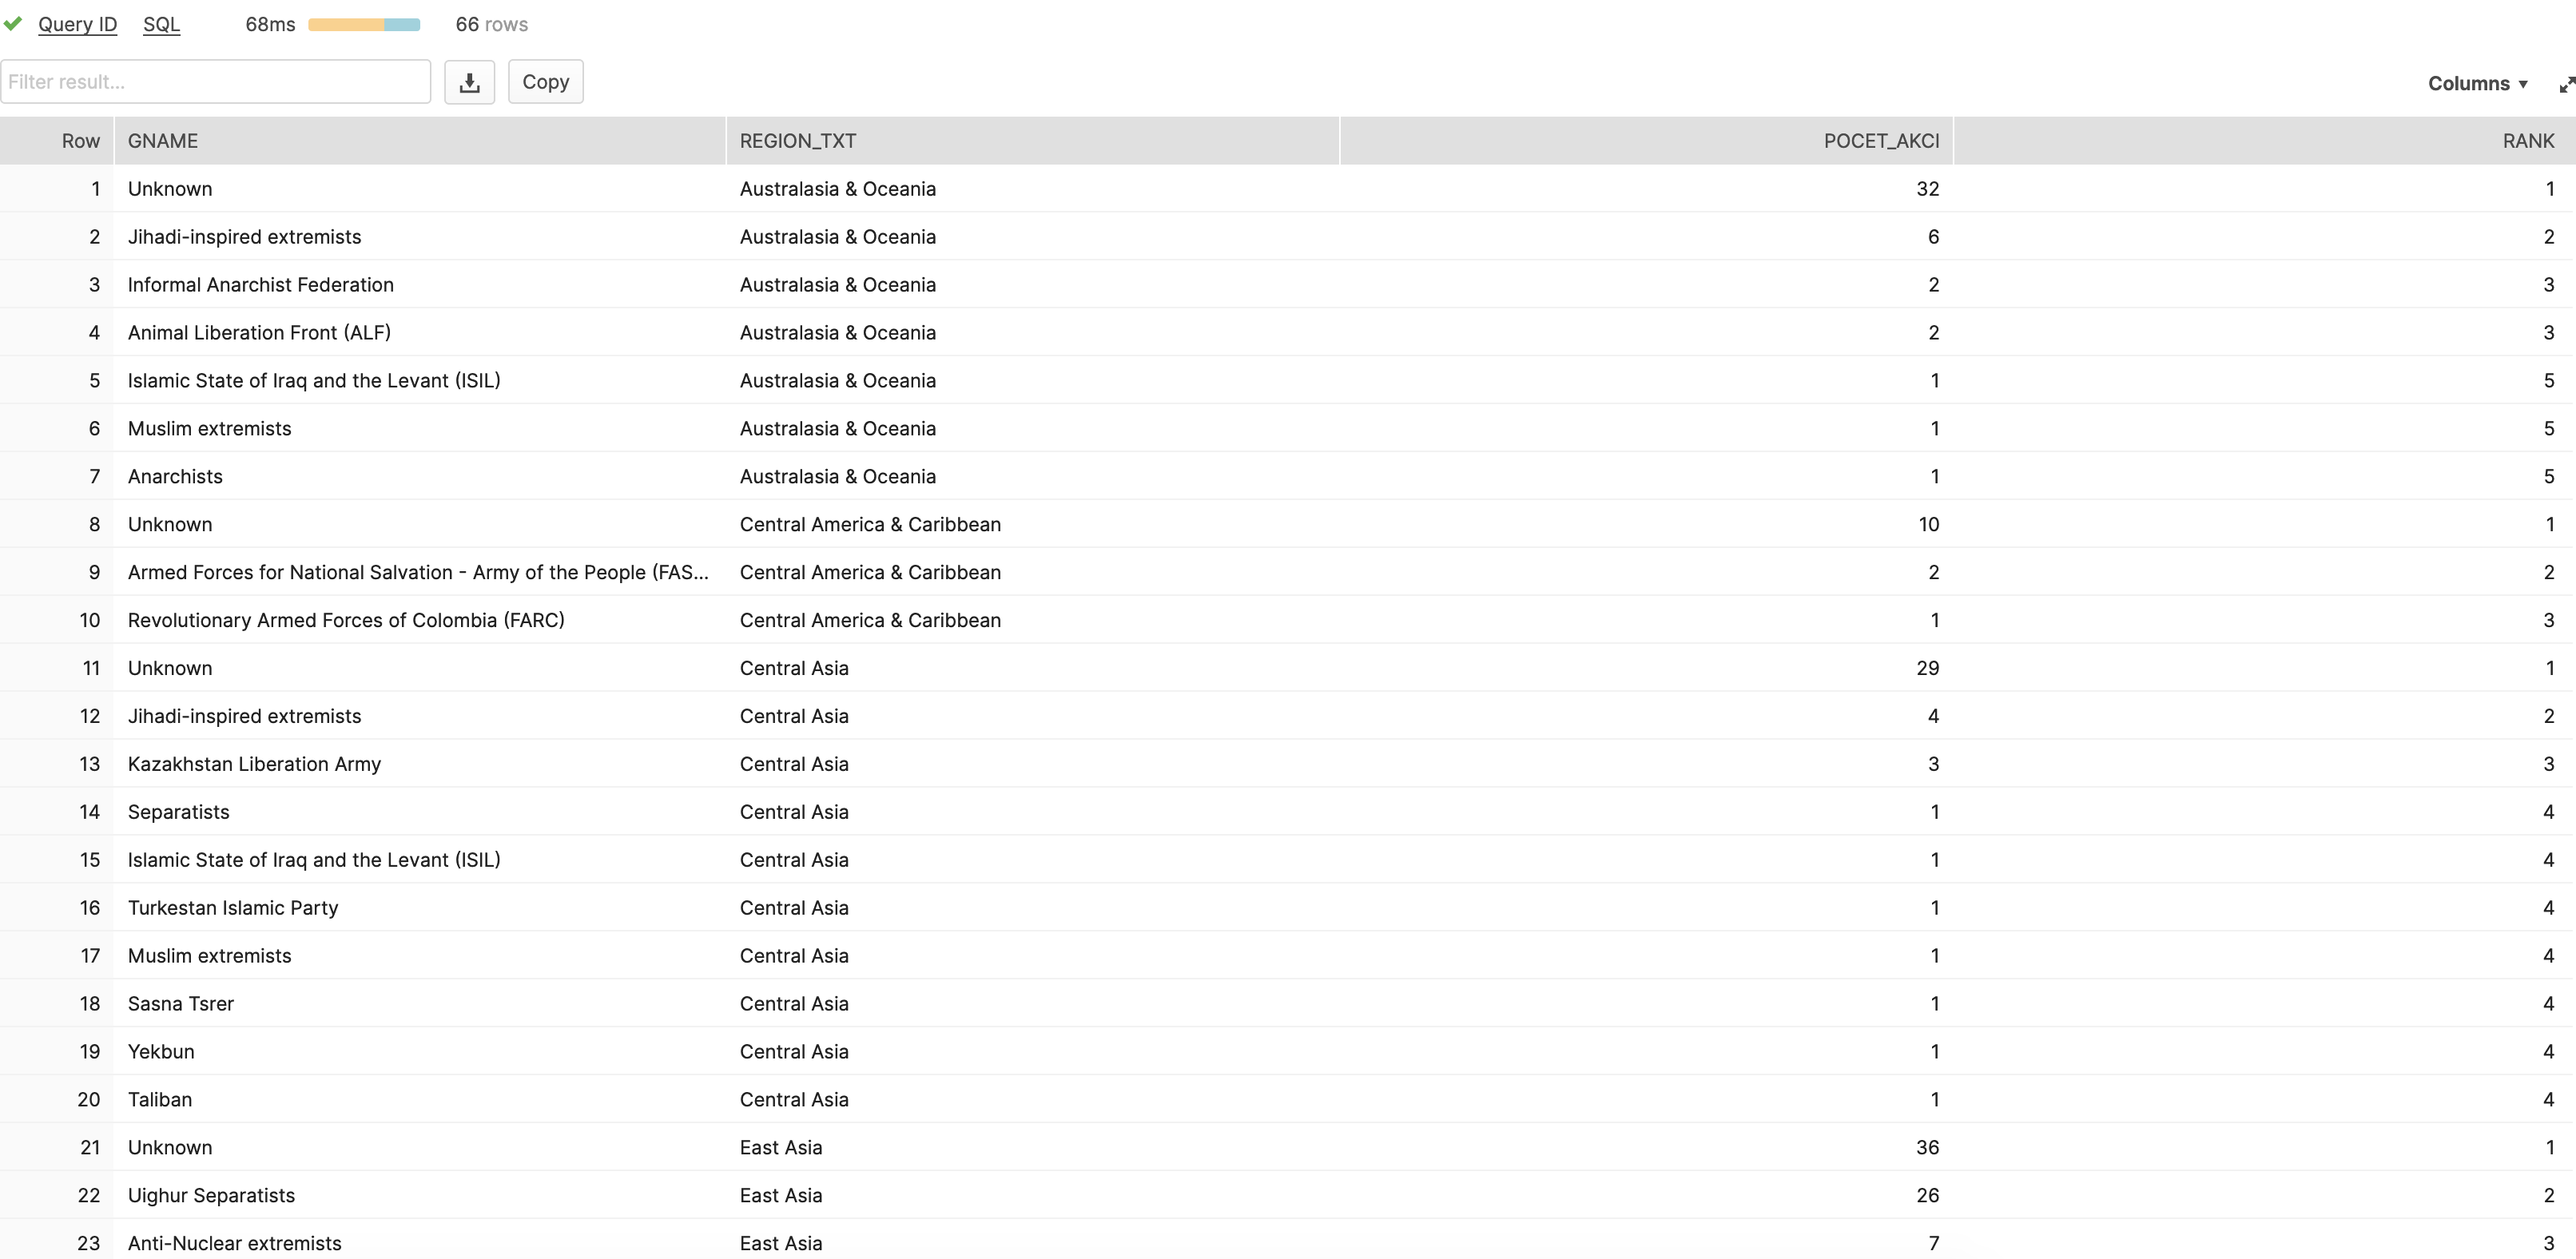 Query ID SQL 68ms 66 rows
Filter result... Copy Columns
Row GNAME REGION_TXT POCET_AKCI RANK
1 Unknown Australasia & Oceania 32 1
2 Jihadi-inspired extremists Australasia & Oceania 6 2
3 Informal Anarchist Federation Australasia & Oceania 2 3
4 Animal Liberation Front (ALF) Australasia & Oceania 2 3
5 Islamic State of Iraq and the Levant (ISIL) Australasia & Oceania 1 5
6 Muslim extremists Australasia & Oceania 1 5
7 Anarchists Australasia & Oceania 1 5
8 Unknown Central America & Caribbean 10 1
9 Armed Forces for National Salvation - Army of the People (FAS... Central America & Caribbean 2 2
10 Revolutionary Armed Forces of Colombia (FARC) Central America & Caribbean 1 3
11 Unknown Central Asia 29 1
12 Jihadi-inspired extremists Central Asia 4 2
13 Kazakhstan Liberation Army Central Asia 3 3
14 Separatists Central Asia 1 4
15 Islamic State of Iraq and the Levant (ISIL) Central Asia 1 4
16 Turkestan Islamic Party Central Asia 1 4
17 Muslim extremists Central Asia 1 4
18 Sasna Tsrer Central Asia 1 4
19 Yekbun Central Asia 1 4
20 Taliban Central Asia 1 4
21 Unknown East Asia 36 1
22 Uighur Separatists East Asia 26 2
23 Anti-Nuclear extremists East Asia 7 3